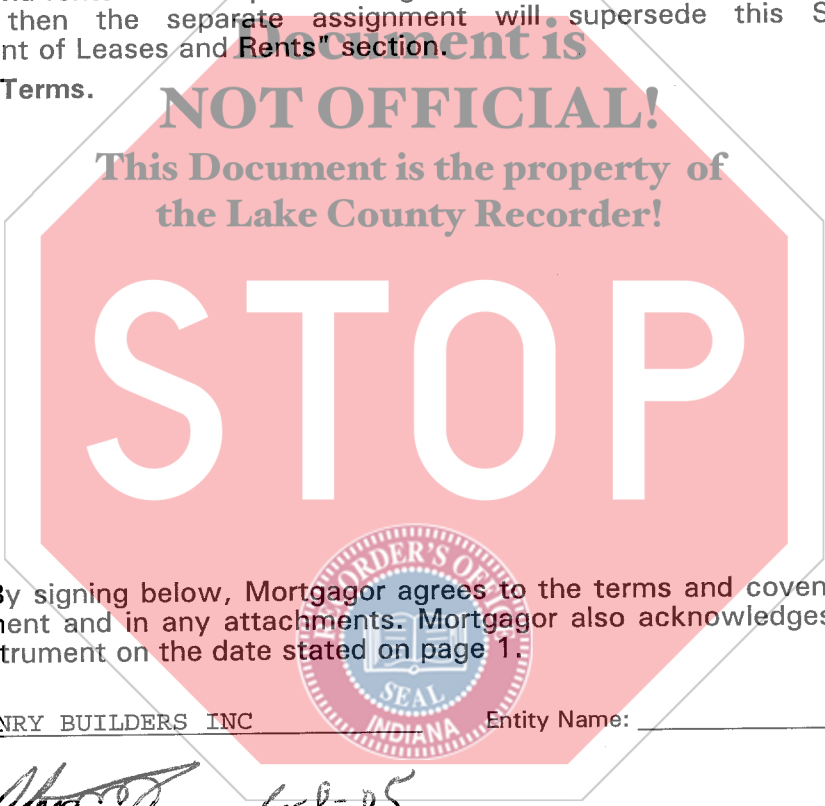 then the separate assignment will supersede this S
nt of Leases and Rents" section.
Document is
Terms.
NOT OFFICIAL!
This Document is the property of
the Lake County Recorder!
STOP
By signing below, Mortgagor agrees to the terms and coven
ent and in any attachments. Mortgagor also acknowledges
trument on the date stated on page 1.
RECORDER'S OFFICE
SEAL
INDIANA
NRY BUILDERS INC Entity Name: